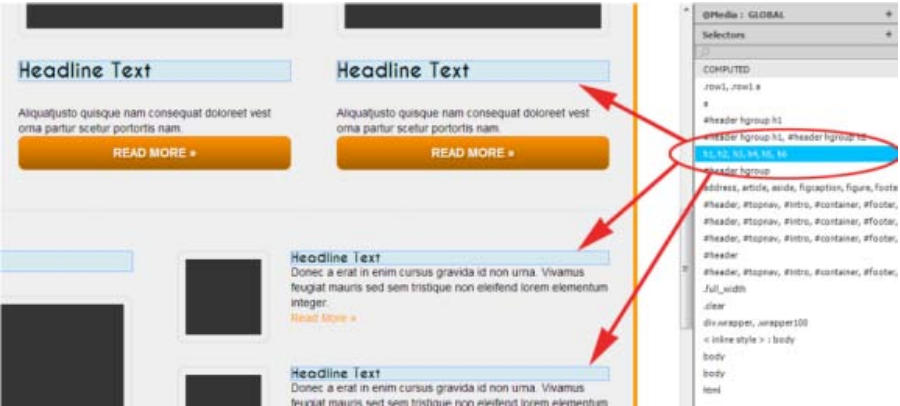 Headline Text
Headline Text
Aliquatjusto quisque nam consequat doloreet vest
orna partur scetur portortis nam.
Aliquatjusto quisque nam consequat doloreet vest
orna partur scetur portortis nam.
READ MORE »
READ MORE »
Headline Text
Donec a erat in enim cursus gravida id non urna. Vivamus
feugiat mauris sed sem tristique non eleifend lorem elementum
integer.
Read More »
Headline Text
Donec a erat in enim cursus gravida id non urna. Vivamus
feugiat mauris sed sem tristique non eleifend lorem elementum
@Media : GLOBAL
Selectors
COMPUTED
.row1, .row1 a
a
#header hgroup h1
#header hgroup h1, #header hgroup h2
h1, h2, h3, h4, h5, h6
#header hgroup
address, article, aside, figcaption, figure, foote
#header, #topnav, #intro, #container, #footer,
#header, #topnav, #intro, #container, #footer,
#header, #topnav, #intro, #container, #footer,
#header
#header, #topnav, #intro, #container, #footer,
.full_width
.clear
div.wrapper, .wrapper100
< inline style > : body
body
body
html